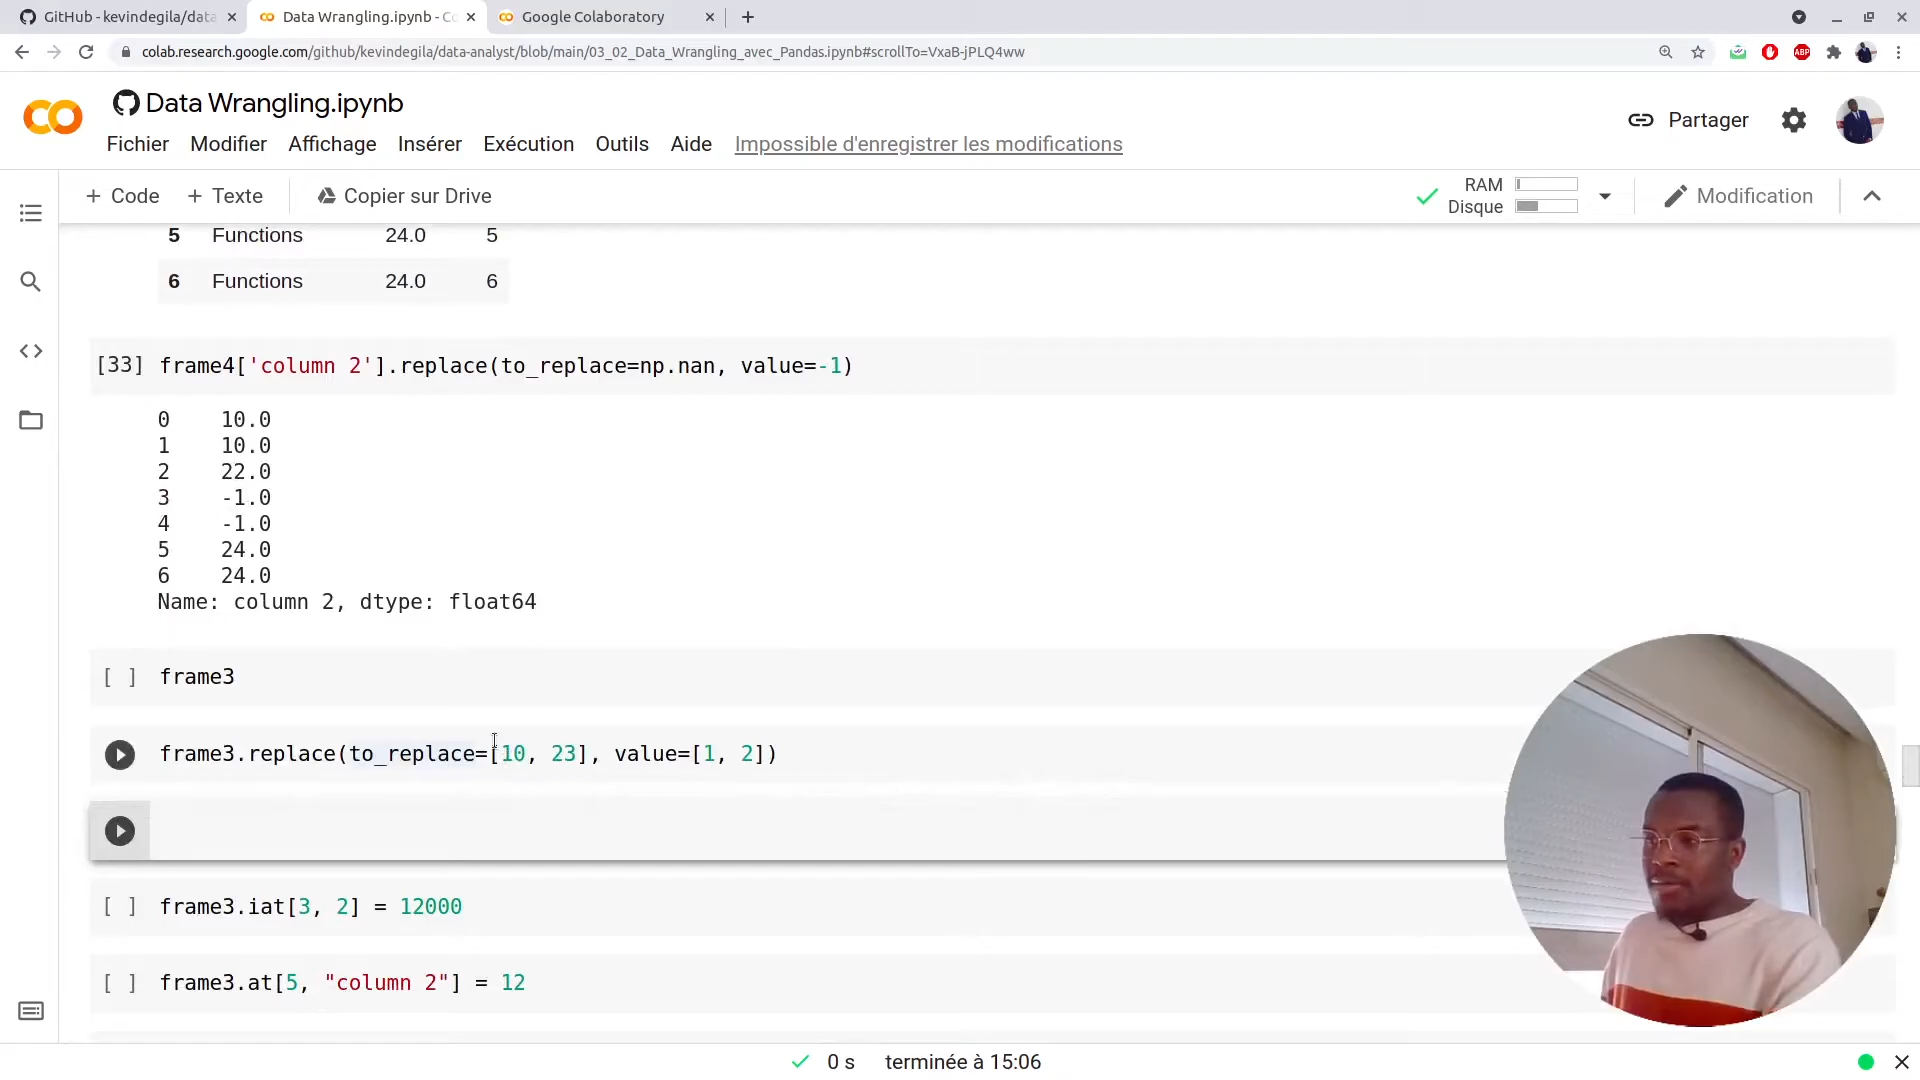 GitHub - kevindegila/data
Data Wrangling.ipynb - Co
Google Colaboratory
colab.research.google.com/github/kevindegila/data-analyst/blob/main/03_02_Data_Wrangling_avec_Pandas.ipynb#scrollTo=VxaB-jPLQ4ww
ABP
Data Wrangling.ipynb
Fichier Modifier Affichage Insérer Exécution Outils Aide Impossible d'enregistrer les modifications
Partager
+ Code + Texte Copier sur Drive
RAM
Disque
Modification
5 Functions 24.0 5
6 Functions 24.0 6
[33] frame4['column 2'].replace(to_replace=np.nan, value=-1)
0 10.0
1 10.0
2 22.0
3 -1.0
4 -1.0
5 24.0
6 24.0
Name: column 2, dtype: float64
[ ] frame3
frame3.replace(to_replace=[10, 23], value=[1, 2])
[ ] frame3.iat[3, 2] = 12000
[ ] frame3.at[5, "column 2"] = 12
0 s terminée à 15:06